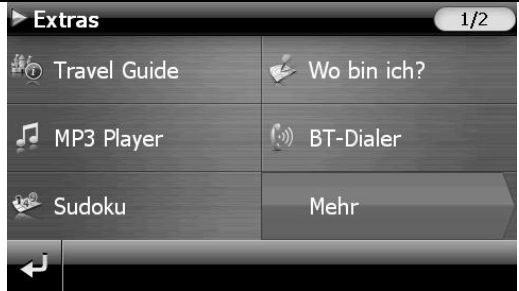 Extras
1/2
Travel Guide
Wo bin ich?
MP3 Player
BT-Dialer
Sudoku
Mehr